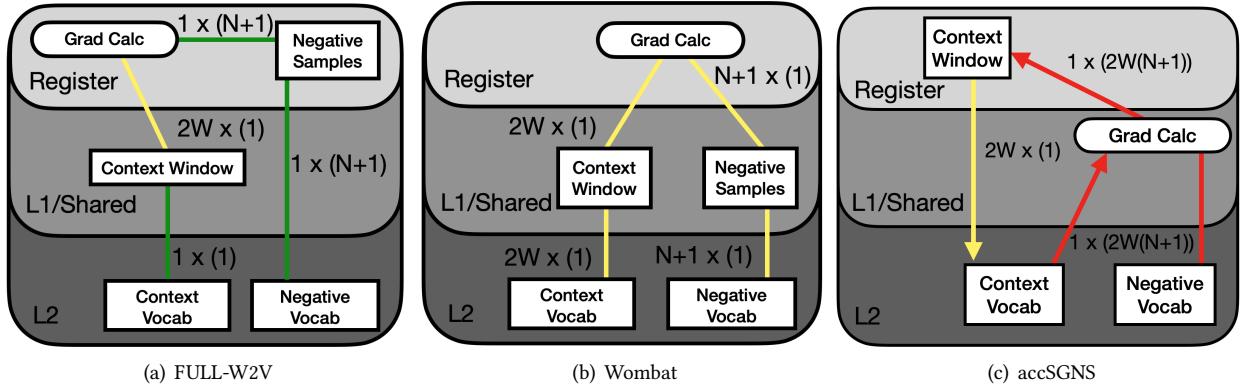 1 x (N+1)
Grad Calc
Negative
Samples
Register
2W x (1)
1 x (N+1)
Context Window
L1/Shared
1 x (1)
Context
Vocab
Negative
Vocab
L2
(a) FULL-W2V
Grad Calc
N+1 x (1)
Register
2W x (1)
Context
Window
Negative
Samples
L1/Shared
2W x (1)
N+1 x (1)
Context
Vocab
Negative
Vocab
L2
(b) Wombat
Context
Window
1 x (2W(N+1))
Register
Grad Calc
2W x (1)
L1/Shared
1 x (2W(N+1))
Context
Vocab
Negative
Vocab
L2
(c) accSGNS